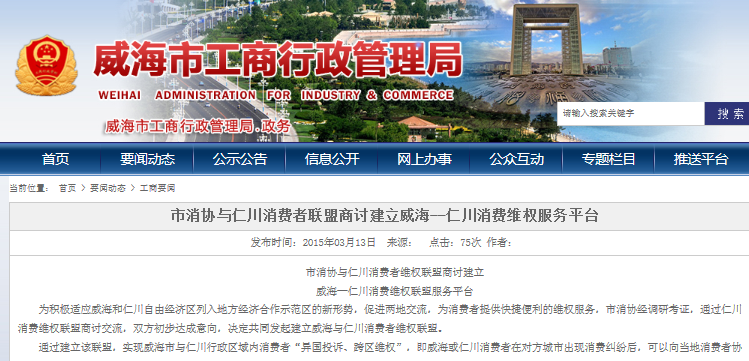 威海市工商行政管理局
WEIHAI ADMINISTRATION FOR INDUSTRY & COMMERCE
威海市工商行政管理局.政务
请输入搜索关键字 搜 索
首页 要闻动态 公示公告 信息公开 网上办事 公众互动 专题栏目 推送平台
当前位置: 首页 > 要闻动态 > 工商要闻
市消协与仁川消费者联盟商讨建立威海—仁川消费维权服务平台
发布时间: 2015年03月13日 来源: 点击: 75次 作者:
市消协与仁川消费者维权联盟商讨建立
威海—仁川消费维权联盟服务平台
为积极适应威海和仁川自由经济区列入地方经济合作示范区的新形势，促进两地交流，为消费者提供快捷便利的维权服务，市消协经调研考证，通过仁川
消费维权联盟商讨交流，双方初步达成意向，决定共同发起建立威海与仁川消费者维权联盟。
通过建立该联盟，实现威海市与仁川行政区域内消费者“异国投诉、跨区维权”，即威海或仁川消费者在对方城市出现消费纠纷后，可以向当地消费者协